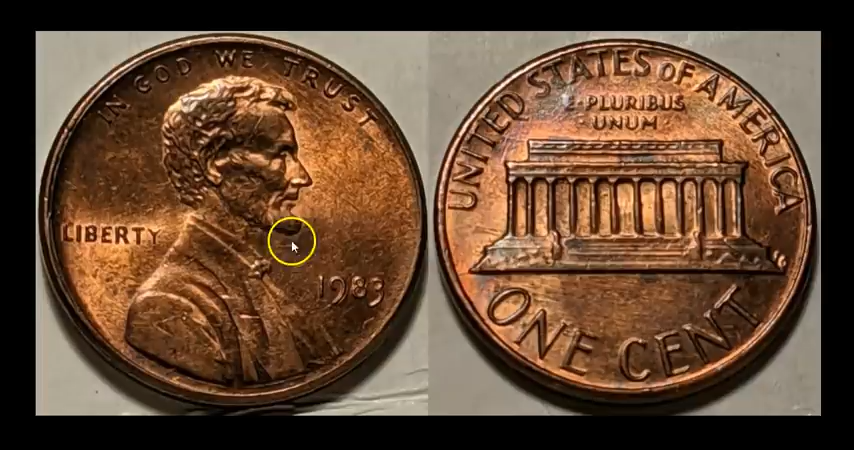 IN GOD WE TRUST
LIBERTY
1983
UNITED STATES OF AMERICA
E PLURIBUS
UNUM
ONE CENT